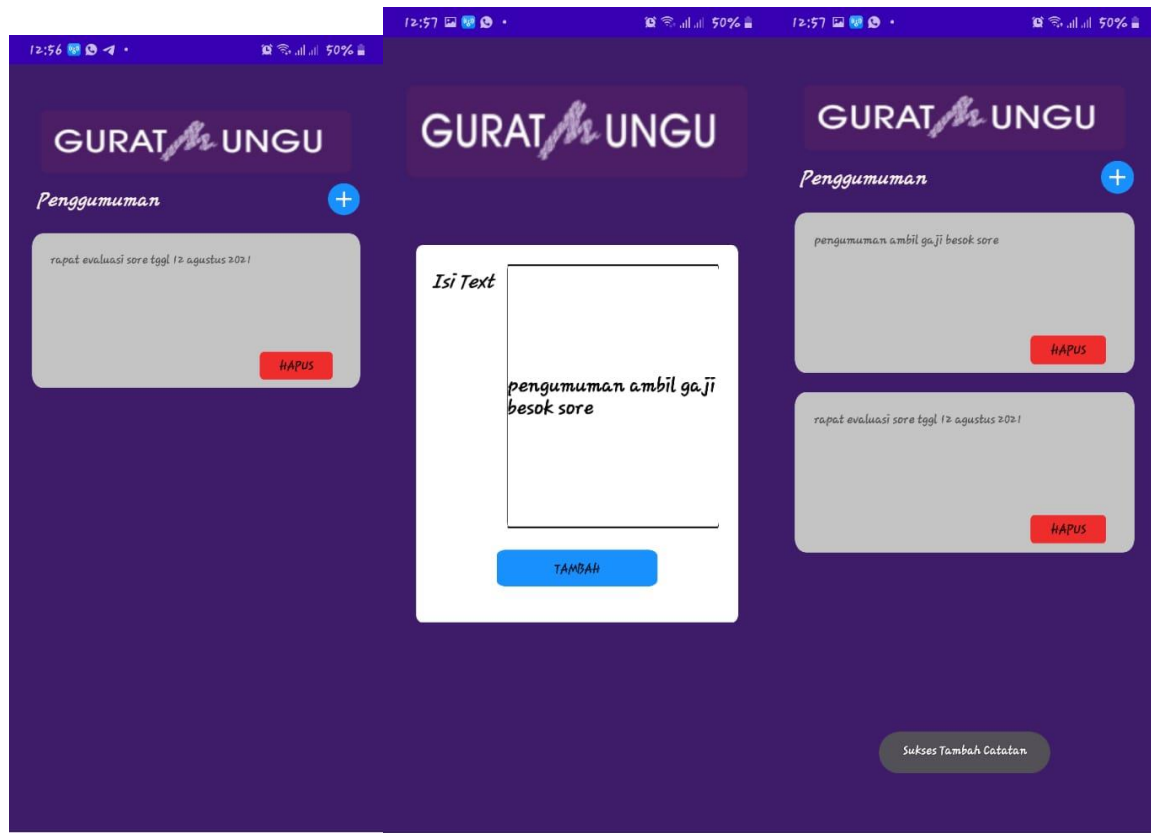 12:56
50%
GURAT UNGU
Penggumuman
rapat evaluasi sore tggl 12 agustus 2021
HAPUS
12:57
50%
GURAT UNGU
Isi Text
pengumuman ambil gaji
besok sore
TAMBAH
12:57
50%
GURAT UNGU
Penggumuman
pengumuman ambil gaji besok sore
HAPUS
rapat evaluasi sore tggl 12 agustus 2021
HAPUS
Sukses Tambah Catatan